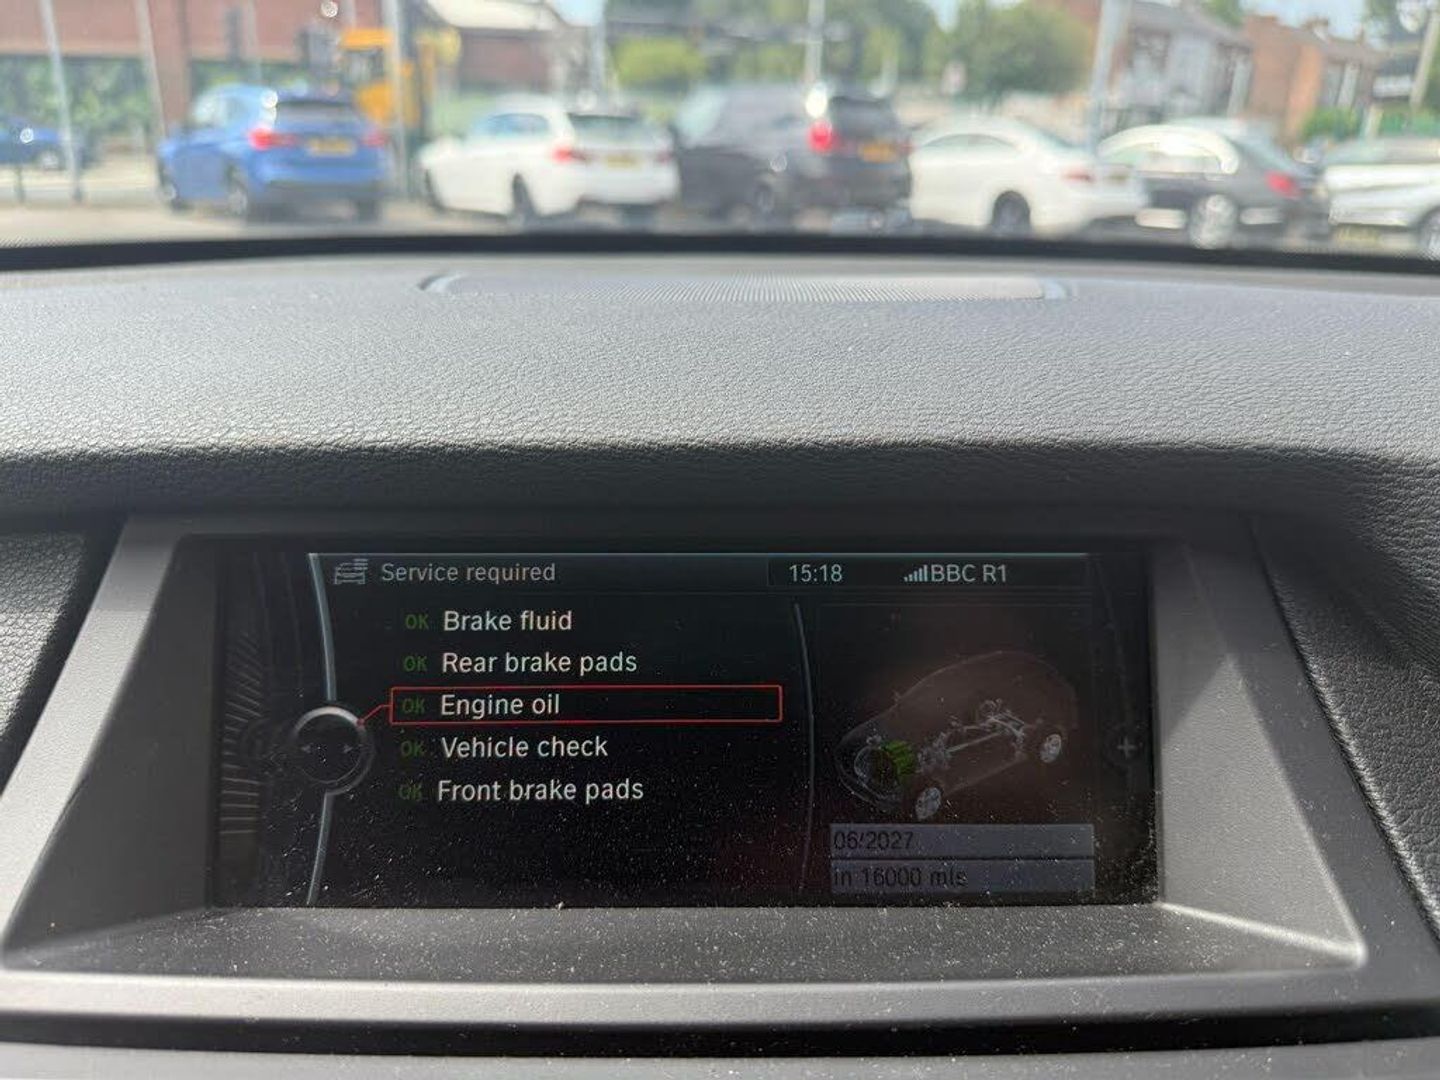 Service required
15:18
BBC R1
OK Brake fluid
OK Rear brake pads
OK Engine oil
OK Vehicle check
OK Front brake pads
06/2027
in 16000 mls